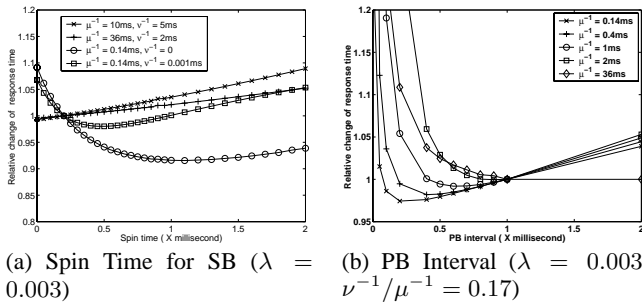 Relative change of response time
1.2
1.15
1.1
1.05
1
0.95
0.9
0.85
0.8
μ⁻¹ = 10ms, ν⁻¹ = 5ms
μ⁻¹ = 36ms, ν⁻¹ = 2ms
μ⁻¹ = 0.14ms, ν⁻¹ = 0
μ⁻¹ = 0.14ms, ν⁻¹ = 0.001ms
0 0.5 1 1.5 2
Spin time ( X millisecond)
(a) Spin Time for SB (λ =
0.003)
Relative change of response time
1.2
1.15
1.1
1.05
1
0.95
μ⁻¹ = 0.14ms
μ⁻¹ = 0.4ms
μ⁻¹ = 1ms
μ⁻¹ = 2ms
μ⁻¹ = 36ms
0 0.5 1 1.5 2
PB interval ( X millisecond)
(b) PB Interval (λ = 0.003
ν⁻¹/μ⁻¹ = 0.17)